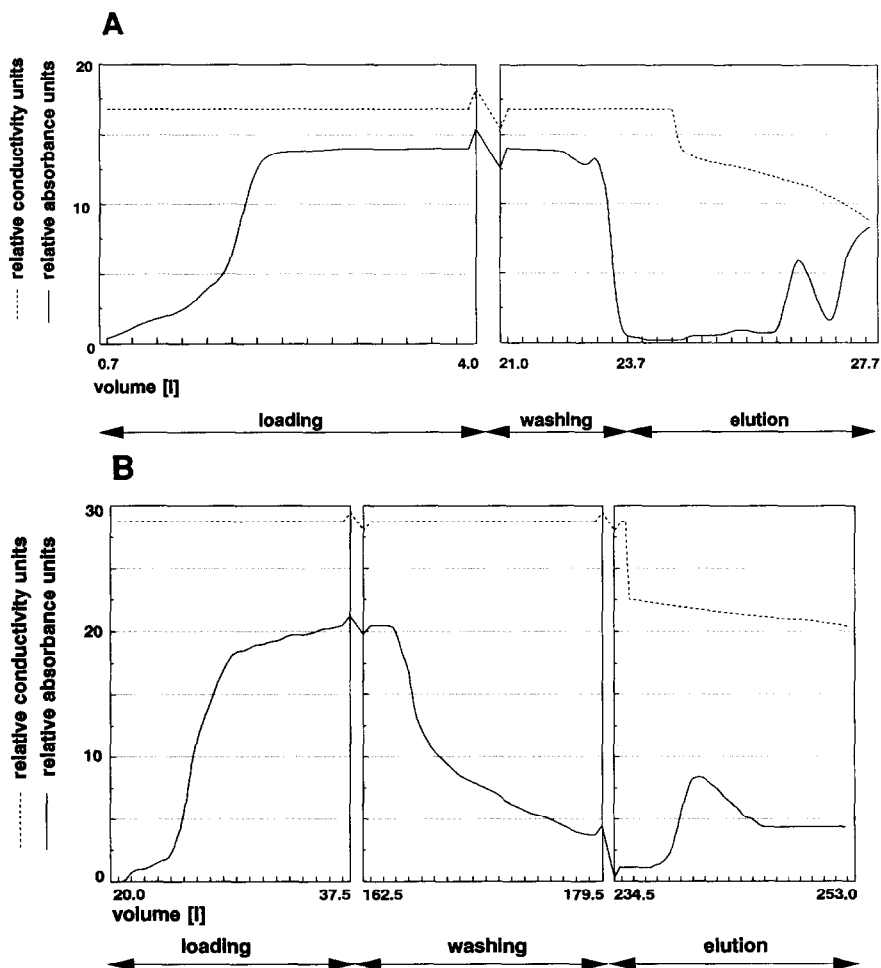 A
relative conductivity units
relative absorbance units
20
10
0
0.7 4.0 21.0 23.7 27.7
volume [l]
loading washing elution
B
relative conductivity units
relative absorbance units
30
20
10
0
20.0 37.5 162.5 179.5 234.5 253.0
volume [l]
loading washing elution